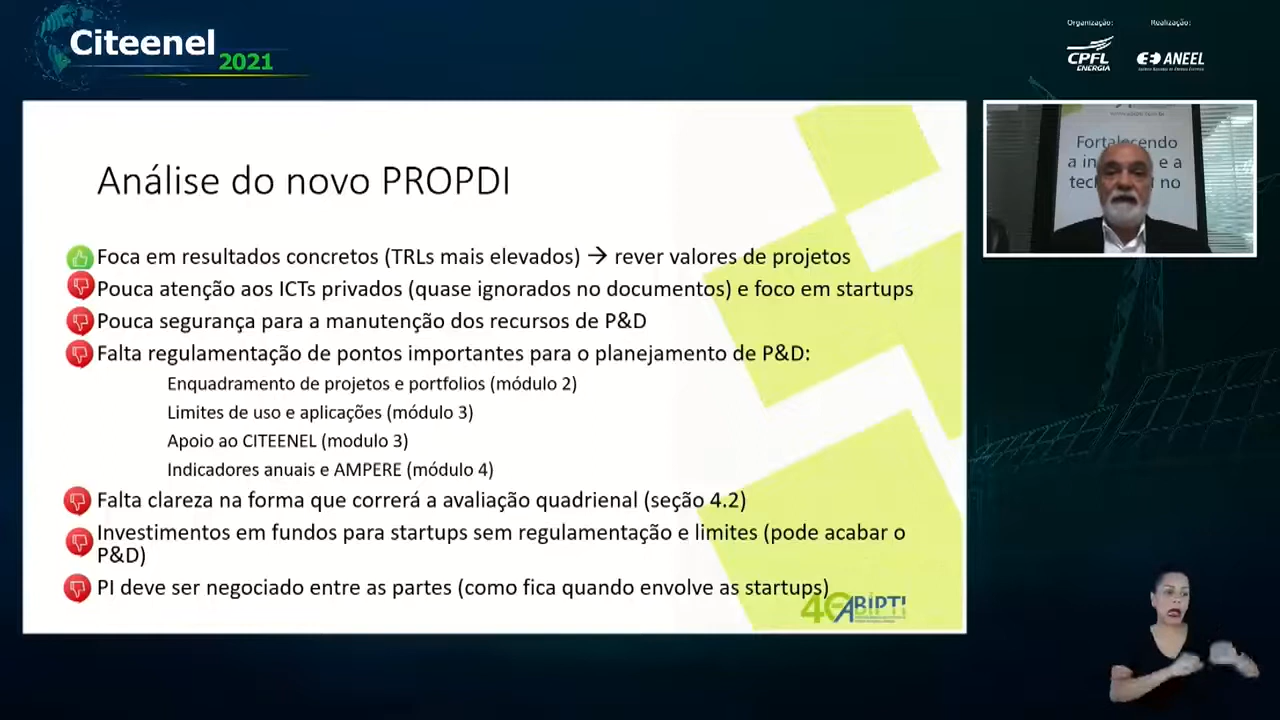 Citeenel
2021
Organização:
Realização:
CPFL
ENERGIA
ANEEL
Análise do novo PROPDI
Foca em resultados concretos (TRLs mais elevados) → rever valores de projetos
Pouca atenção aos ICTs privados (quase ignorados no documentos) e foco em startups
Pouca segurança para a manutenção dos recursos de P&D
Falta regulamentação de pontos importantes para o planejamento de P&D:
Enquadramento de projetos e portfolios (módulo 2)
Limites de uso e aplicações (módulo 3)
Apoio ao CITEENEL (modulo 3)
Indicadores anuais e AMPERE (módulo 4)
Falta clareza na forma que correrá a avaliação quadrienal (seção 4.2)
Investimentos em fundos para startups sem regulamentação e limites (pode acabar o
P&D)
PI deve ser negociado entre as partes (como fica quando envolve as startups)
ABIPTI
Fortalecendo
a in e a
tec no